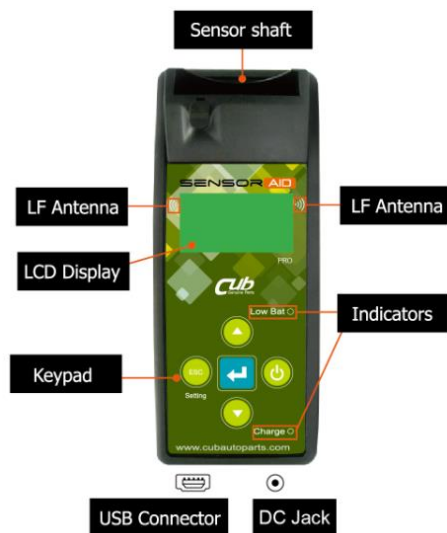 Sensor shaft
SENSOR AID
LF Antenna
LF Antenna
LCD Display
PRO
Cub
Low Bat
Indicators
Keypad
ESC
Setting
Charge
www.cubautoparts.com
USB Connector
DC Jack